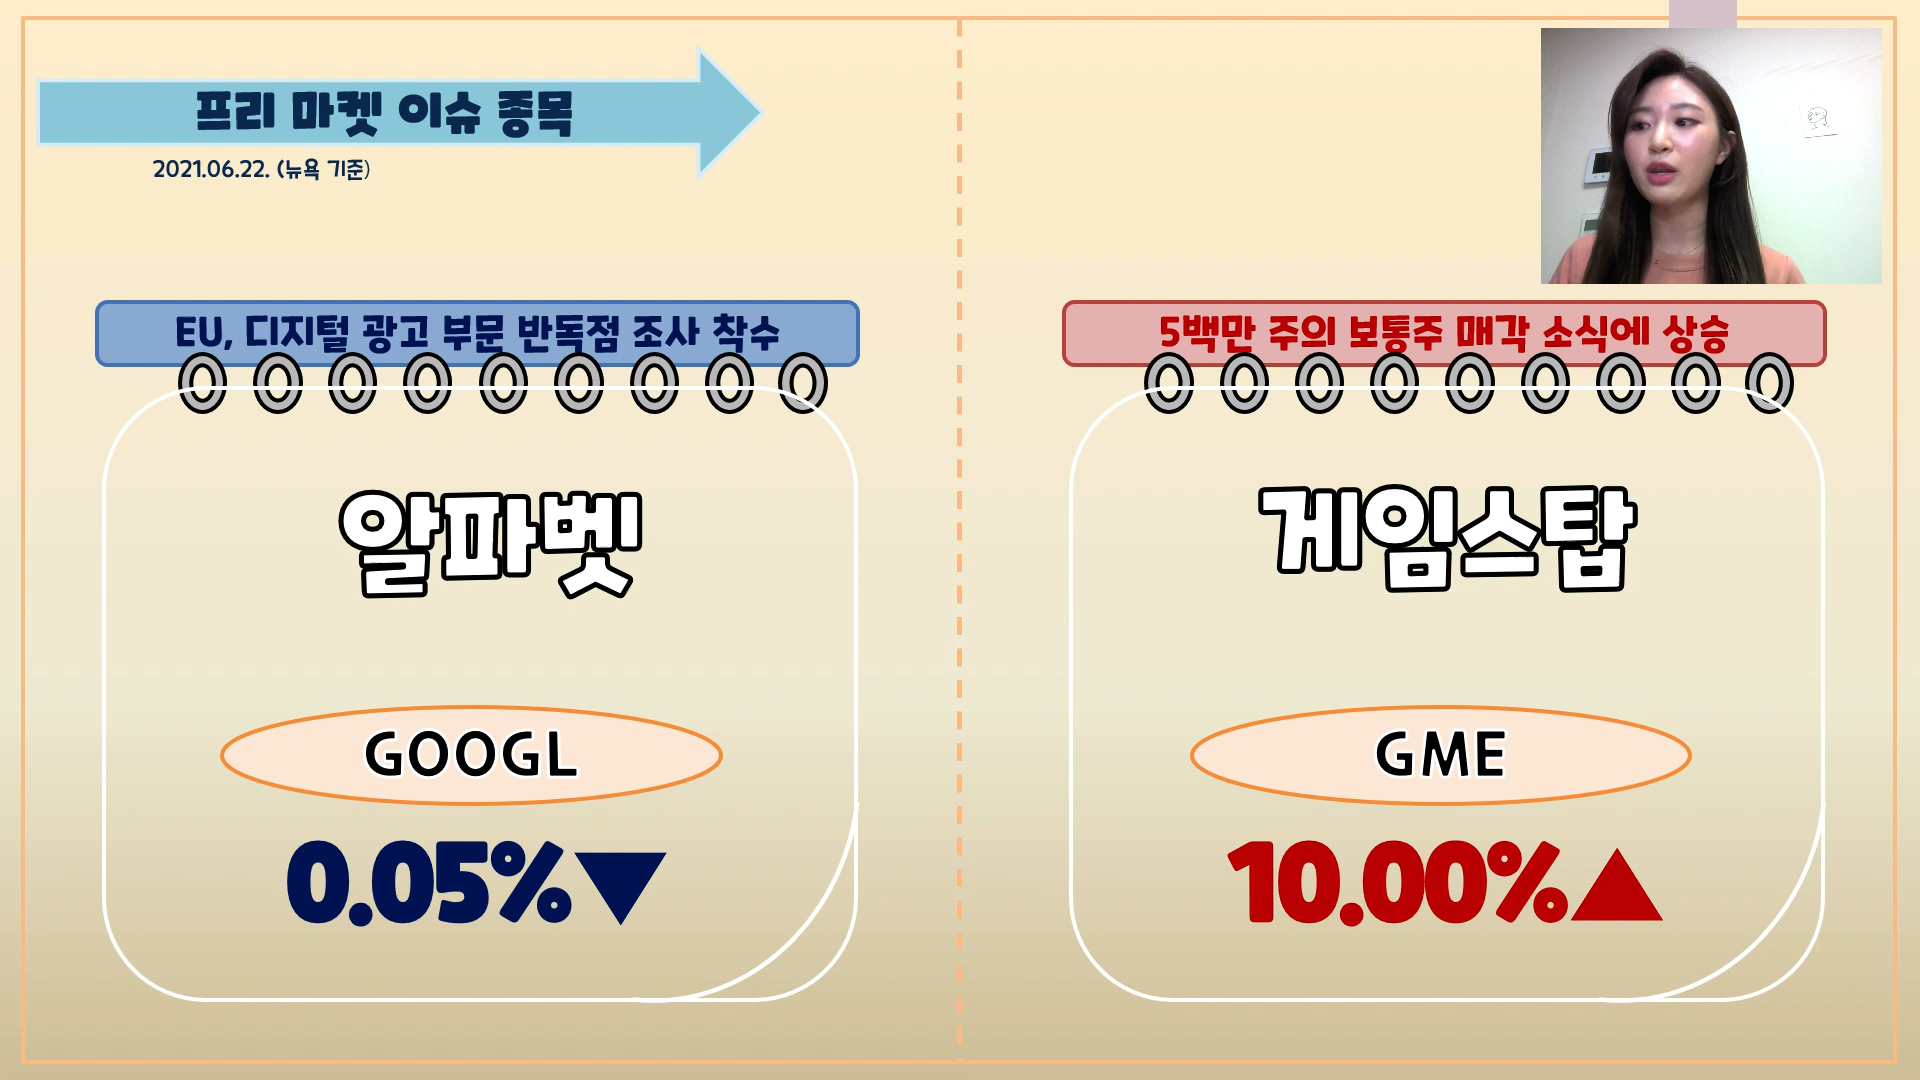 프리 마켓 이슈 종목
2021.06.22. (뉴욕 기준)
EU, 디지털 광고 부문 반독점 조사 착수
알파벳
GOOGL
0.05%▼
5백만 주의 보통주 매각 소식에 상승
게임스탑
GME
10.00%▲